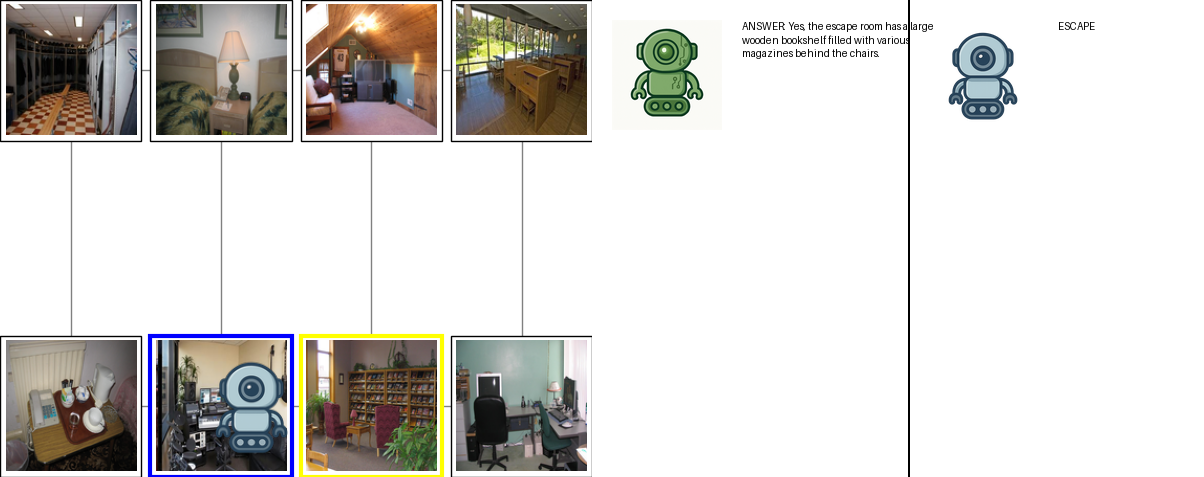 ANSWER: Yes, the escape room has a large
wooden bookshelf filled with various
magazines behind the chairs.
ESCAPE